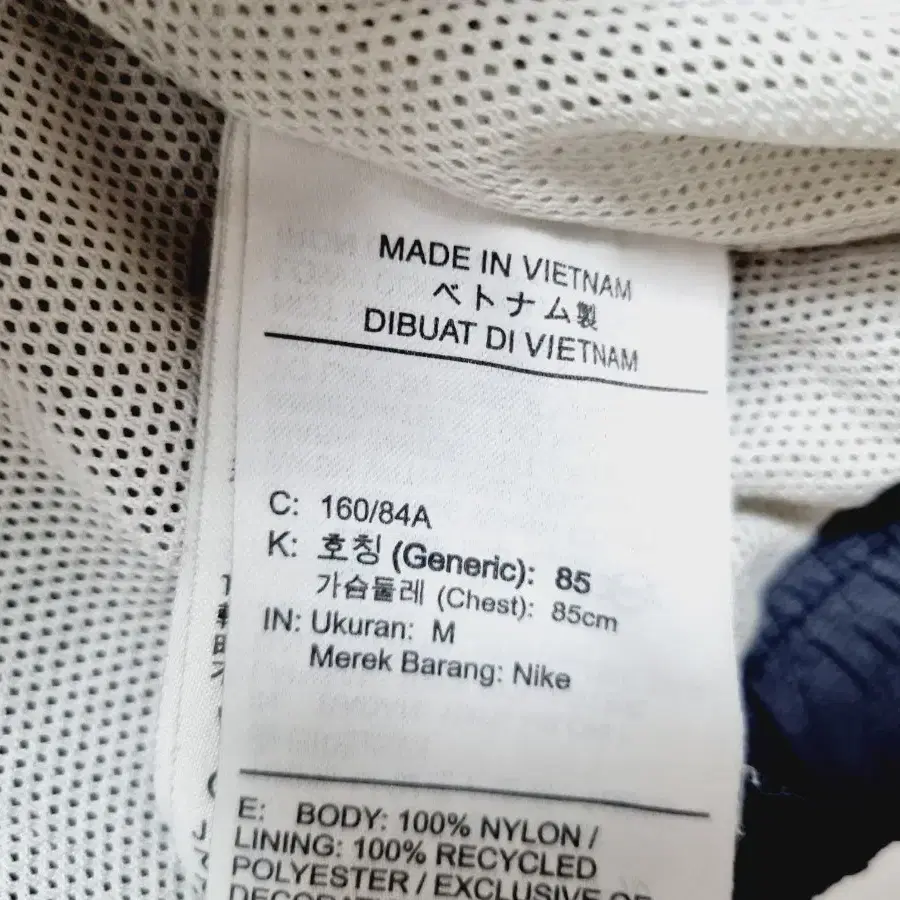 MADE IN VIETNAM
ベトナム製
DIBUAT DI VIETNAM
C: 160/84A
K: 호칭 (Generic): 85
가슴둘레 (Chest): 85cm
IN: Ukuran: M
Merek Barang: Nike
E: BODY: 100% NYLON /
LINING: 100% RECYCLED
POLYESTER / EXCLUSIVE OF